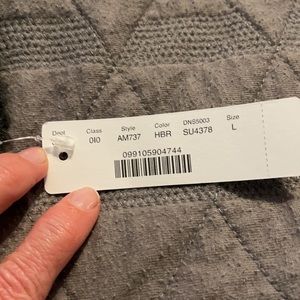 Dept Class Style Color DNS5003 Size
010 AM737 HBR SU4378 L
099105904744